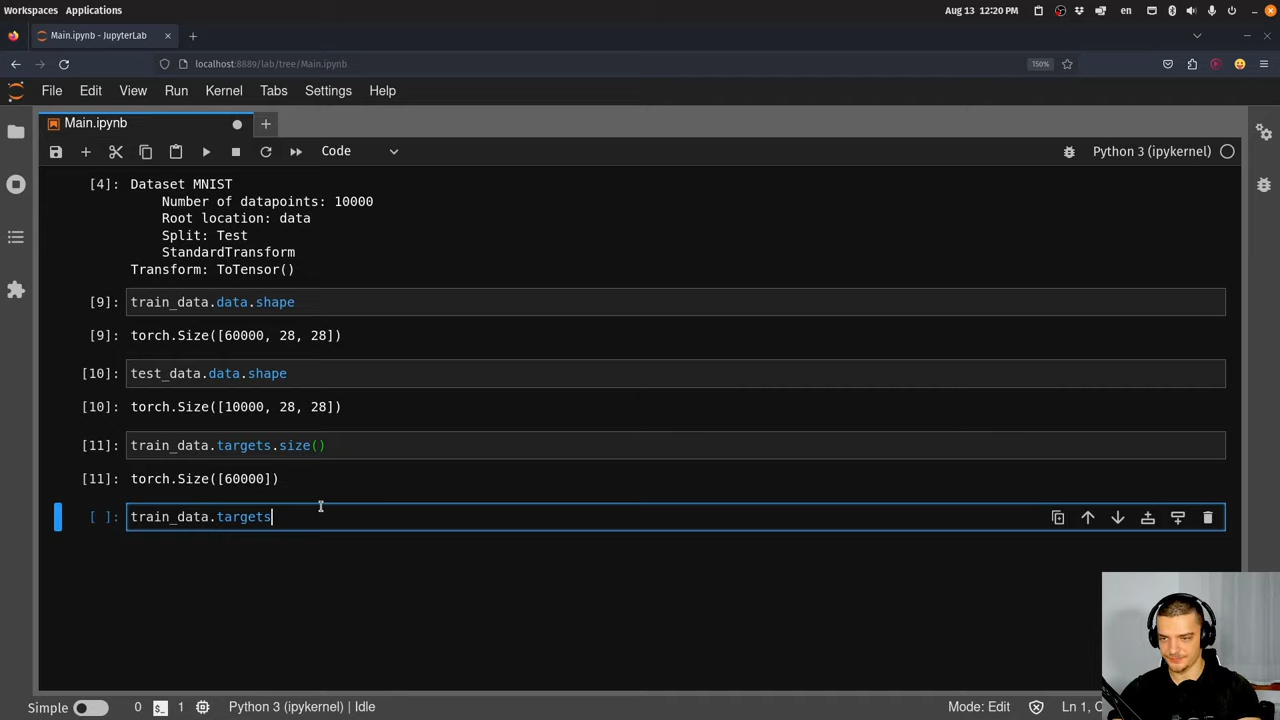 Workspaces Applications Aug 13 12:20 PM en
Main.ipynb - JupyterLab
localhost:8889/lab/tree/Main.ipynb 150%
File Edit View Run Kernel Tabs Settings Help
Main.ipynb
Code Python 3 (ipykernel)
[4]: Dataset MNIST
Number of datapoints: 10000
Root location: data
Split: Test
StandardTransform
Transform: ToTensor()
[9]: train_data.data.shape
[9]: torch.Size([60000, 28, 28])
[10]: test_data.data.shape
[10]: torch.Size([10000, 28, 28])
[11]: train_data.targets.size()
[11]: torch.Size([60000])
[ ]: train_data.targets
Simple 0 $_ 1 Python 3 (ipykernel) | Idle Mode: Edit Ln 1, C